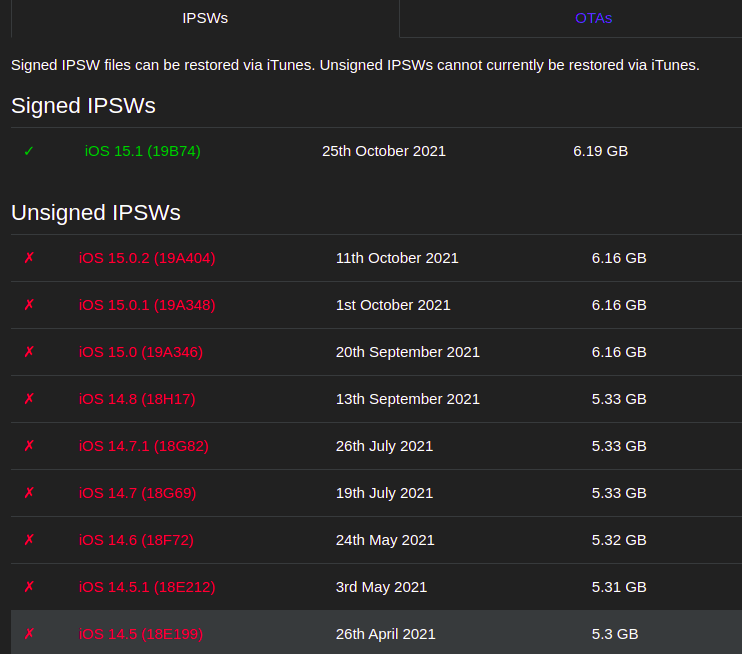 IPSWs OTAs
Signed IPSW files can be restored via iTunes. Unsigned IPSWs cannot currently be restored via iTunes.
Signed IPSWs
✓ iOS 15.1 (19B74) 25th October 2021 6.19 GB
Unsigned IPSWs
✗ iOS 15.0.2 (19A404) 11th October 2021 6.16 GB
✗ iOS 15.0.1 (19A348) 1st October 2021 6.16 GB
✗ iOS 15.0 (19A346) 20th September 2021 6.16 GB
✗ iOS 14.8 (18H17) 13th September 2021 5.33 GB
✗ iOS 14.7.1 (18G82) 26th July 2021 5.33 GB
✗ iOS 14.7 (18G69) 19th July 2021 5.33 GB
✗ iOS 14.6 (18F72) 24th May 2021 5.32 GB
✗ iOS 14.5.1 (18E212) 3rd May 2021 5.31 GB
✗ iOS 14.5 (18E199) 26th April 2021 5.3 GB